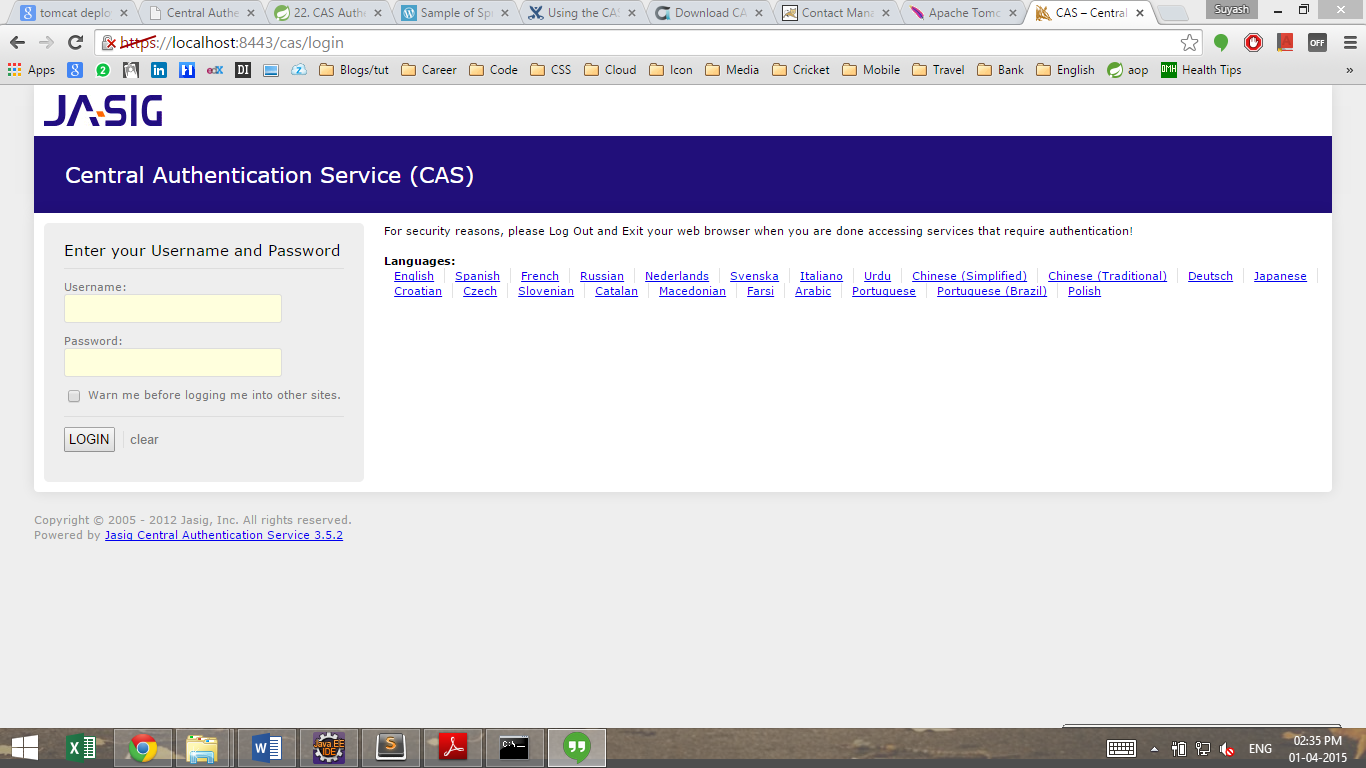 tomcat deplo
Central Authe
22. CAS Authe
Sample of Spr
Using the CAS
Download CA
Contact Mana
Apache Tomc
CAS – Central
Suyash
https://localhost:8443/cas/login
OFF
Apps
edX
DI
Blogs/tut
Career
Code
CSS
Cloud
Icon
Media
Cricket
Mobile
Travel
Bank
English
aop
Health Tips
JA-SIG
Central Authentication Service (CAS)
Enter your Username and Password
Username:
Password:
Warn me before logging me into other sites.
LOGIN clear
For security reasons, please Log Out and Exit your web browser when you are done accessing services that require authentication!
Languages:
English Spanish French Russian Nederlands Svenska Italiano Urdu Chinese (Simplified) Chinese (Traditional) Deutsch Japanese
Croatian Czech Slovenian Catalan Macedonian Farsi Arabic Portuguese Portuguese (Brazil) Polish
Copyright © 2005 - 2012 Jasig, Inc. All rights reserved.
Powered by Jasig Central Authentication Service 3.5.2
Java EE
IDE
ENG
02:35 PM
01-04-2015